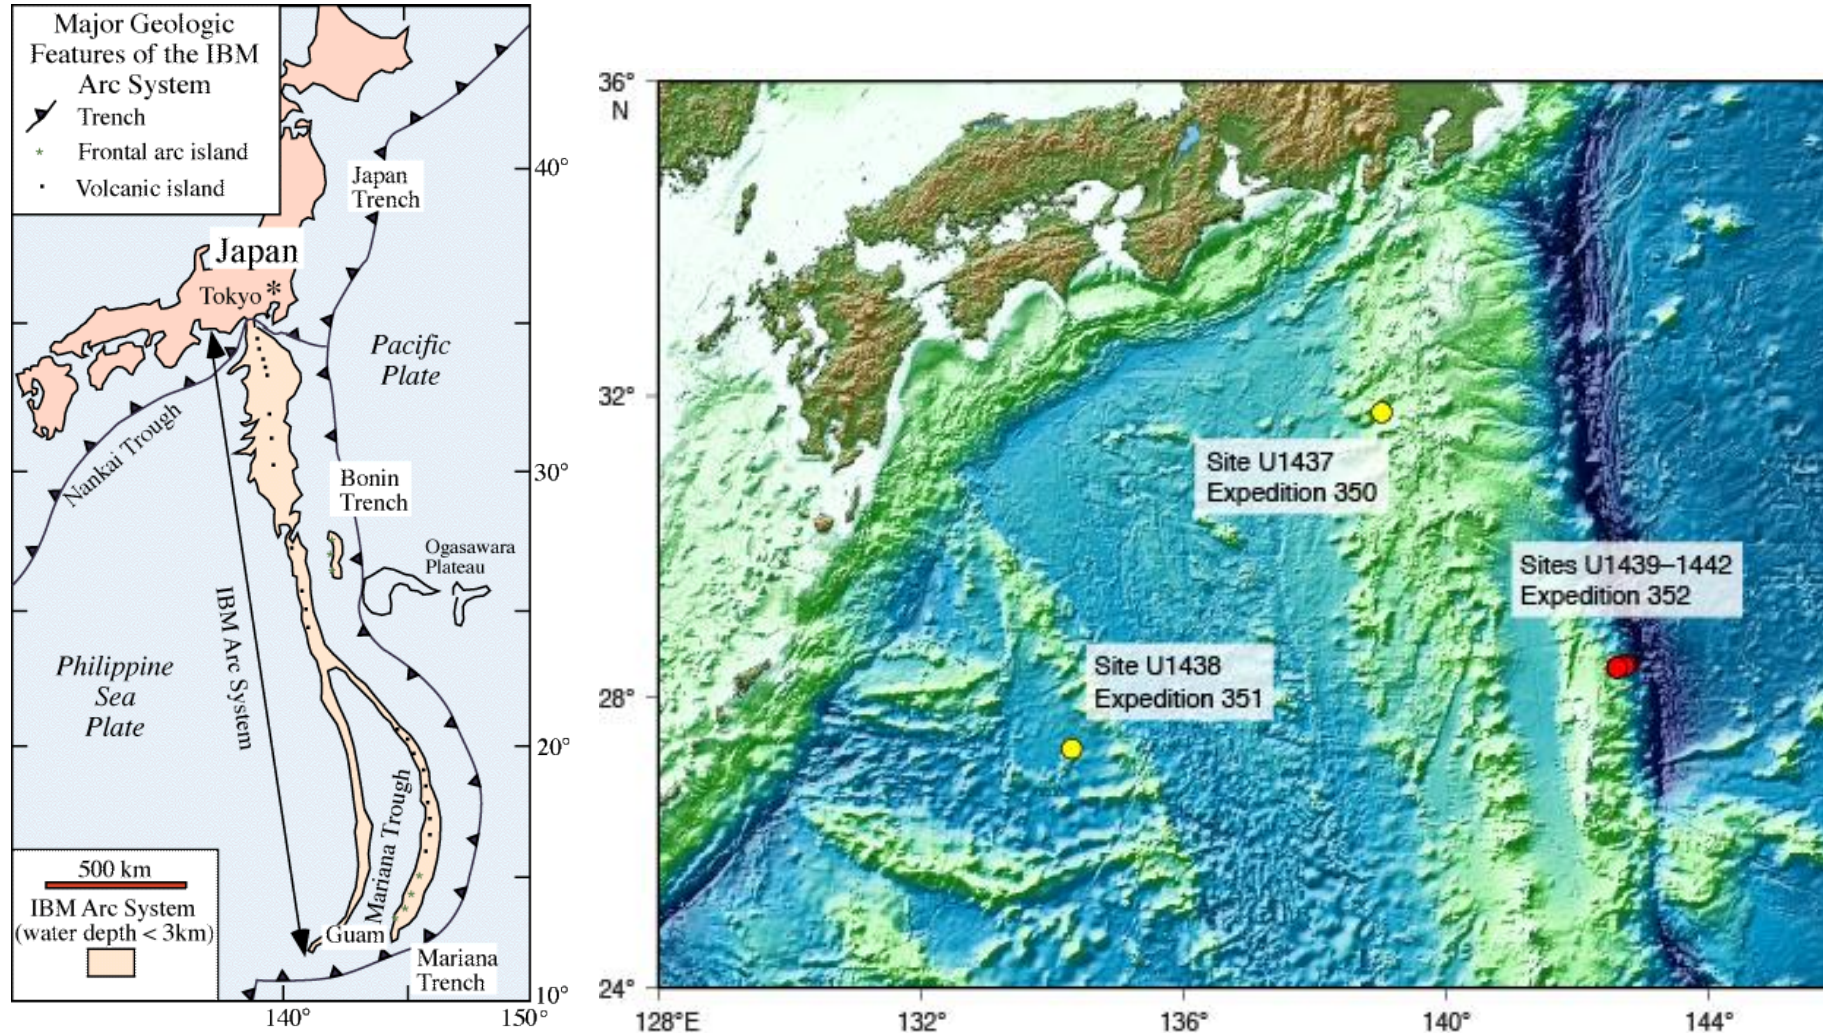 Major Geologic
Features of the IBM
Arc System
Trench
Frontal arc island
Volcanic island
Japan
Trench
40°
Japan
Tokyo *
Pacific
Plate
Nankai Trough
Bonin
Trench
30°
Ogasawara
Plateau
IBM Arc System
Philippine
Sea
Plate
20°
Mariana Trough
500 km
IBM Arc System
(water depth < 3km)
Guam
Mariana
Trench
10°
140°
150°
36°
N
32°
Site U1437
Expedition 350
Sites U1439–1442
Expedition 352
Site U1438
Expedition 351
28°
24°
128°E
132°
136°
140°
144°